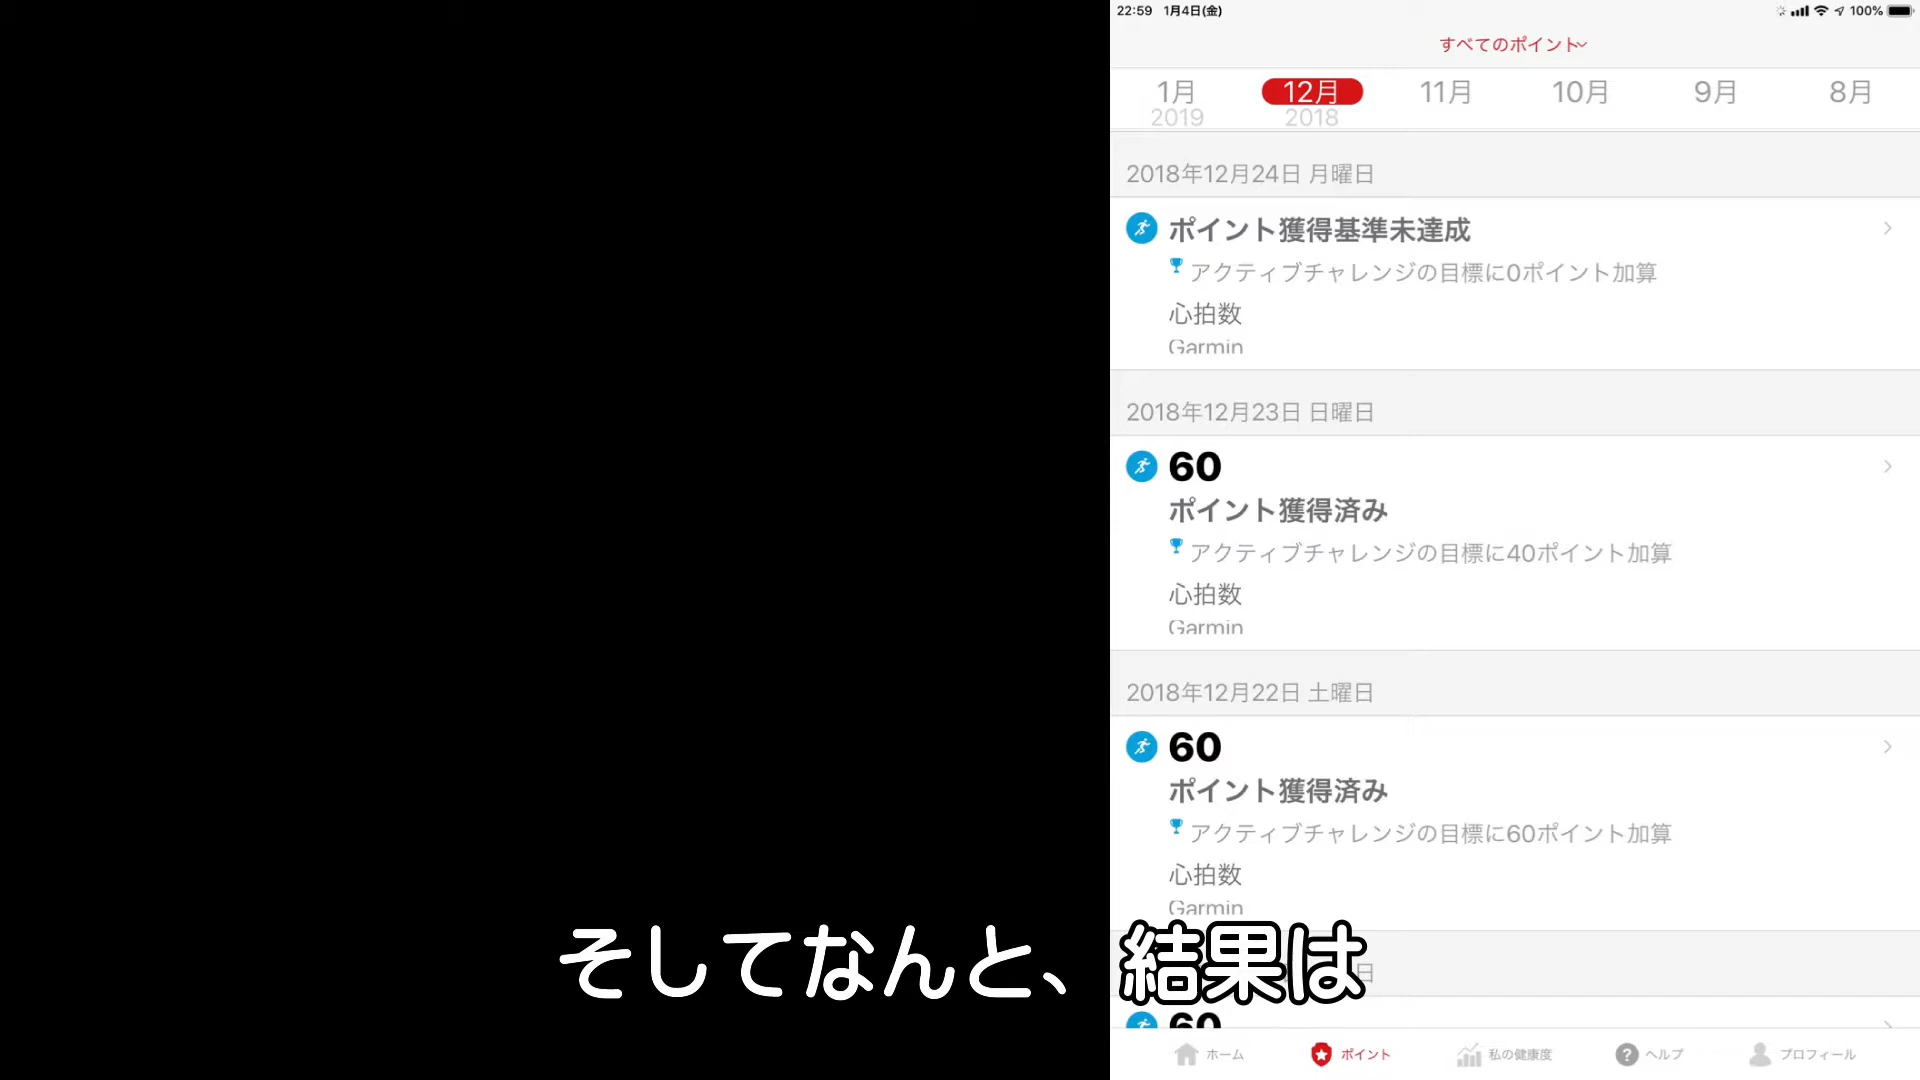 22:59 1月4日(金)
100%
すべてのポイント
1月 12月 11月 10月 9月 8月
2019 2018
2018年12月24日 月曜日
ポイント獲得基準未達成
アクティブチャレンジの目標に0ポイント加算
心拍数
Garmin
2018年12月23日 日曜日
60
ポイント獲得済み
アクティブチャレンジの目標に40ポイント加算
心拍数
Garmin
2018年12月22日 土曜日
60
ポイント獲得済み
アクティブチャレンジの目標に60ポイント加算
心拍数
Garmin
そしてなんと、結果は
日
60
ホーム ポイント 私の健康度 ヘルプ プロフィール